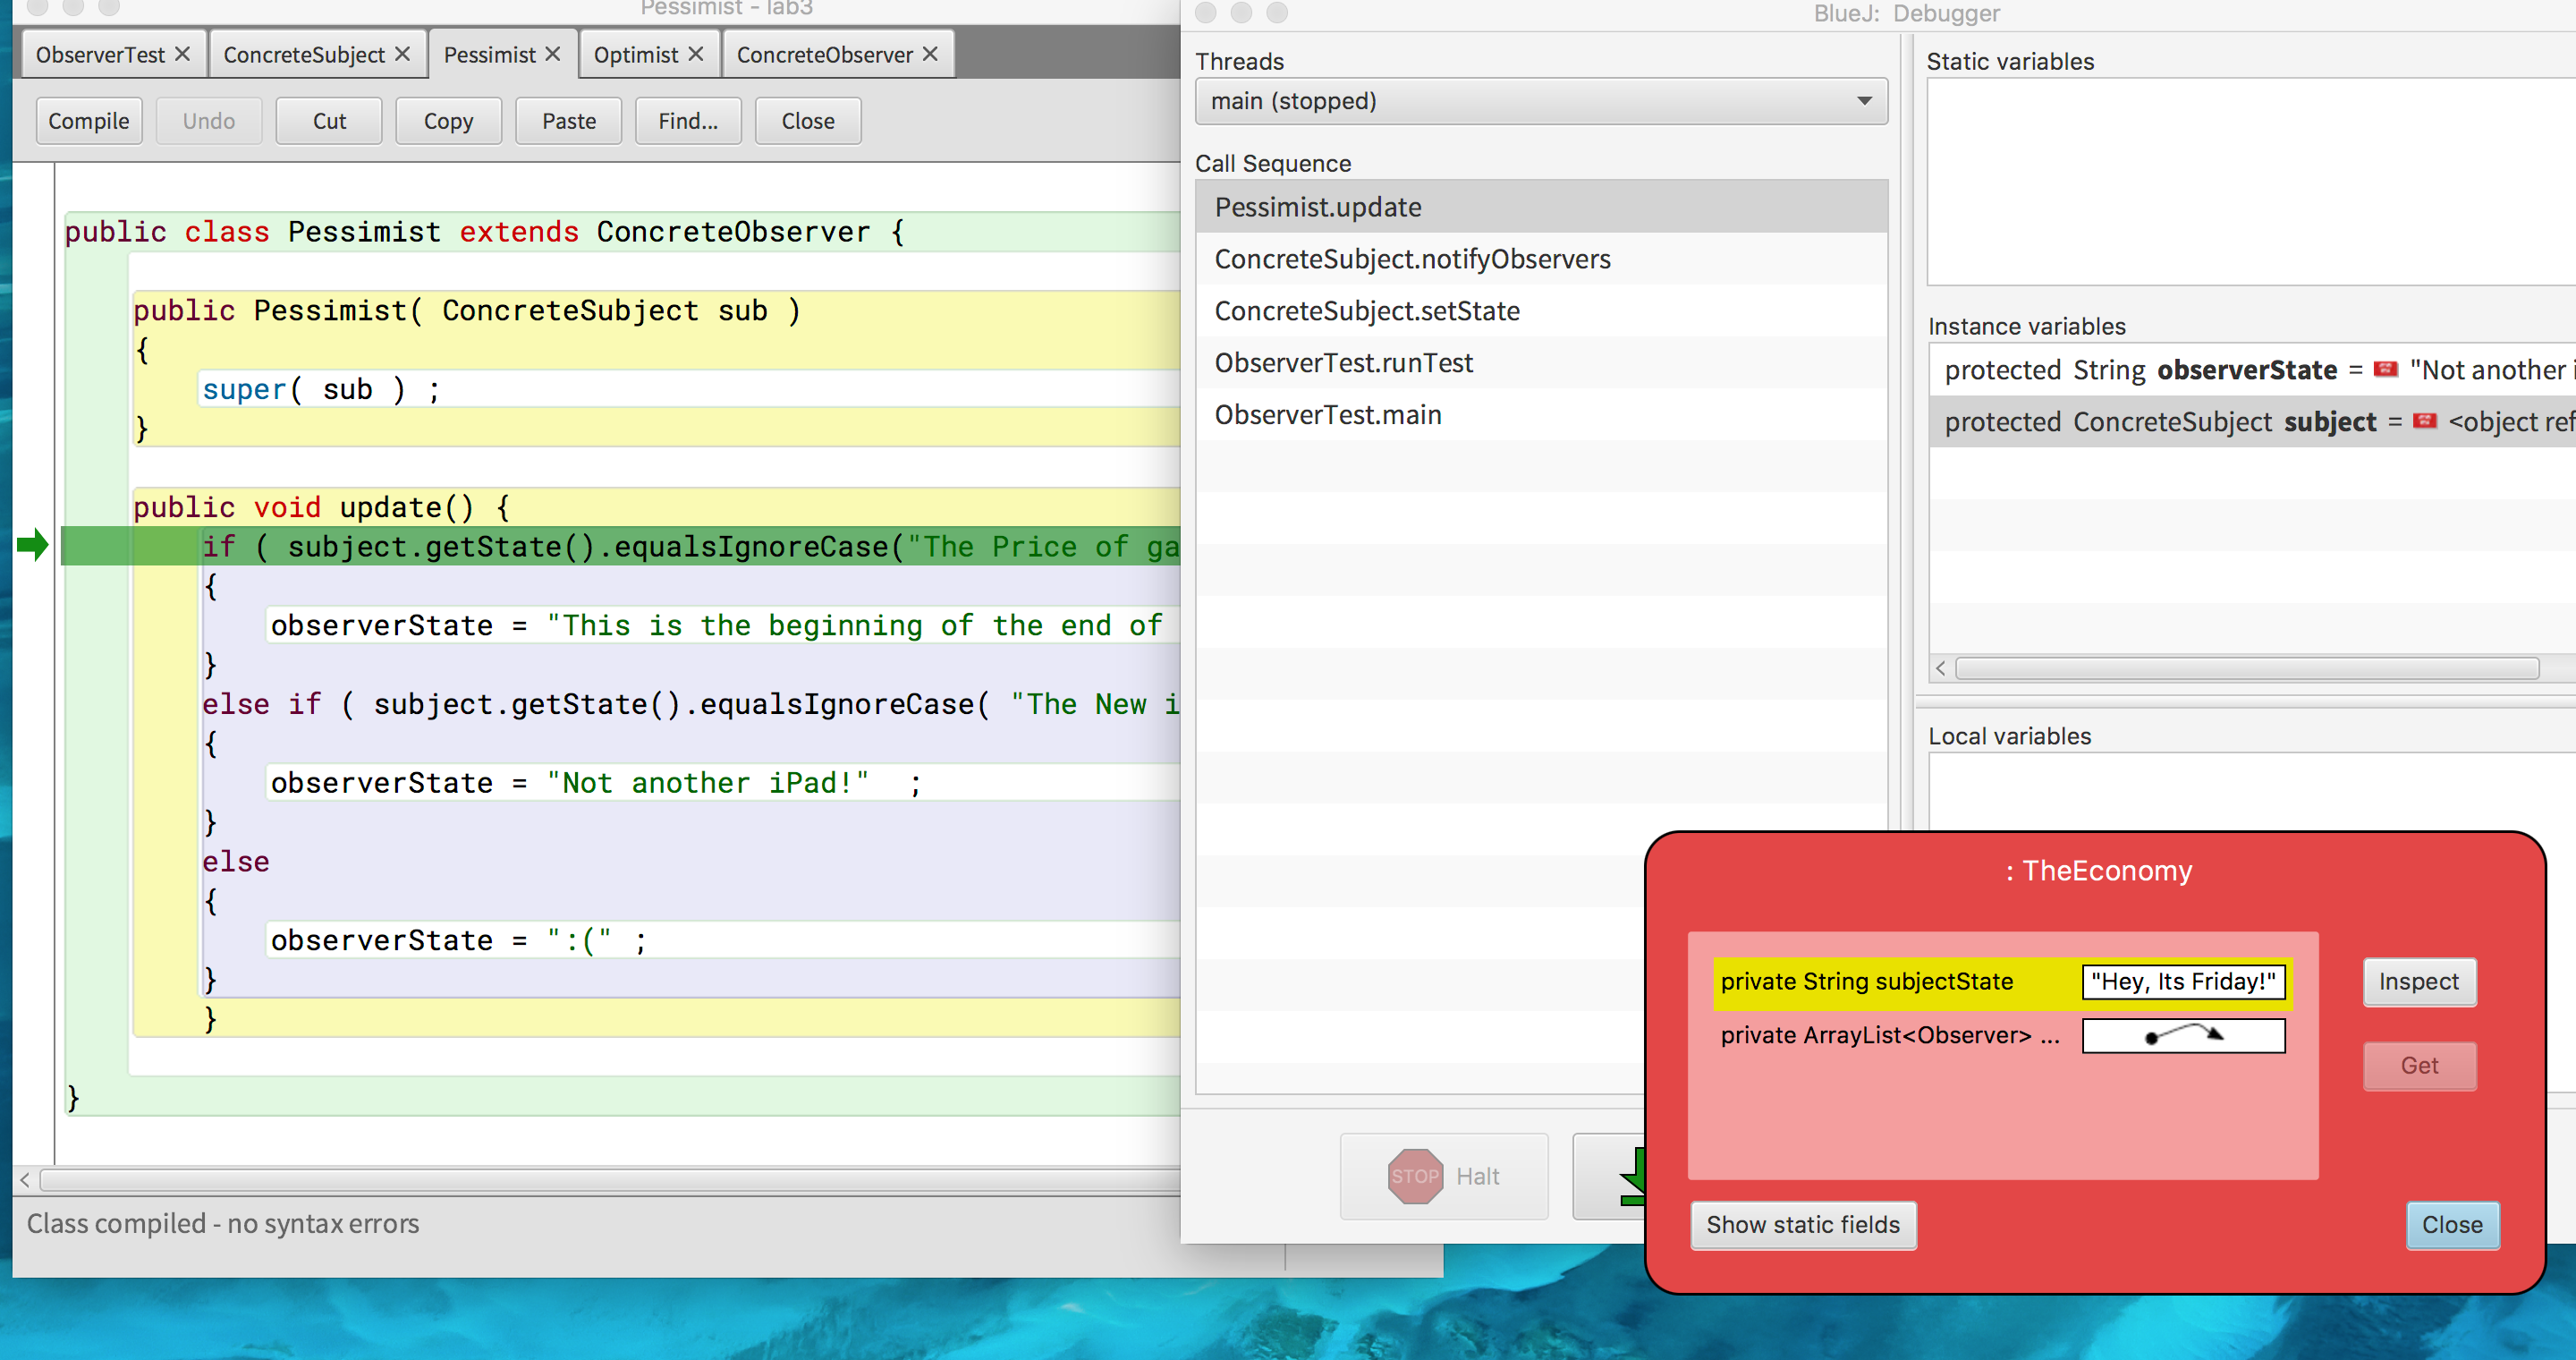 Pessimist - lab3
ObserverTest
ConcreteSubject
Pessimist
Optimist
ConcreteObserver
Compile
Undo
Cut
Copy
Paste
Find...
Close
public class Pessimist extends ConcreteObserver {
public Pessimist( ConcreteSubject sub )
{
super( sub ) ;
}
public void update() {
if ( subject.getState().equalsIgnoreCase("The Price of ga
{
observerState = "This is the beginning of the end of
}
else if ( subject.getState().equalsIgnoreCase( "The New i
{
observerState = "Not another iPad!"  ;
}
else
{
observerState = ":(" ;
}
}
}
Class compiled - no syntax errors
BlueJ: Debugger
Threads
main (stopped)
Call Sequence
Pessimist.update
ConcreteSubject.notifyObservers
ConcreteSubject.setState
ObserverTest.runTest
ObserverTest.main
STOP Halt
Static variables
Instance variables
protected String observerState = "Not another i
protected ConcreteSubject subject = <object ref
Local variables
: TheEconomy
private String subjectState "Hey, Its Friday!"
private ArrayList<Observer> ...
Inspect
Get
Show static fields
Close